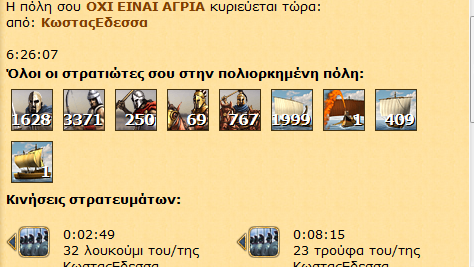 Η πόλη σου ΟΧΙ ΕΙΝΑΙ ΑΓΡΙΑ κυριεύεται τώρα:
από: ΚωσταςΕδεσσα
6:26:07
Όλοι οι στρατιώτες σου στην πολιορκημένη πόλη:
1628 3371 250 69 767 1999 1 409
1
Κινήσεις στρατευμάτων:
0:02:49 0:08:15
32 λουκούμι του/της 23 τρούφα του/της
ΚωσταςΕδεσσα ΚωσταςΕδεσσα